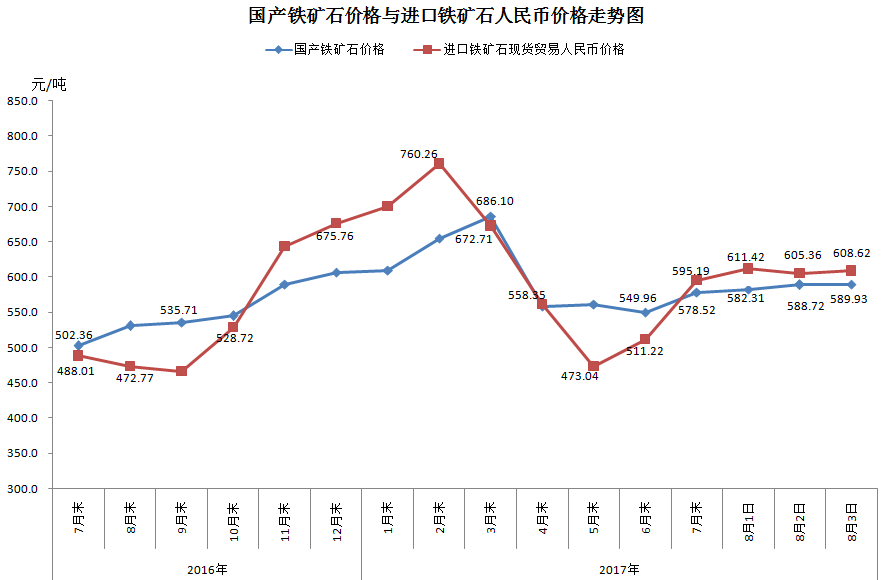 国产铁矿石价格与进口铁矿石人民币价格走势图
国产铁矿石价格 进口铁矿石现货贸易人民币价格
元/吨
850.0
800.0
750.0
700.0
650.0
600.0
550.0
500.0
450.0
400.0
350.0
300.0
760.26
686.10
675.76
672.71
611.42
605.36
608.62
595.19
558.35
549.96
535.71
528.72
502.36
488.01
472.77
473.04
511.22
578.52
582.31
588.72
589.93
7月末
8月末
9月末
10月末
11月末
12月末
1月末
2月末
3月末
4月末
5月末
6月末
7月末
8月1日
8月2日
8月3日
2016年 2017年